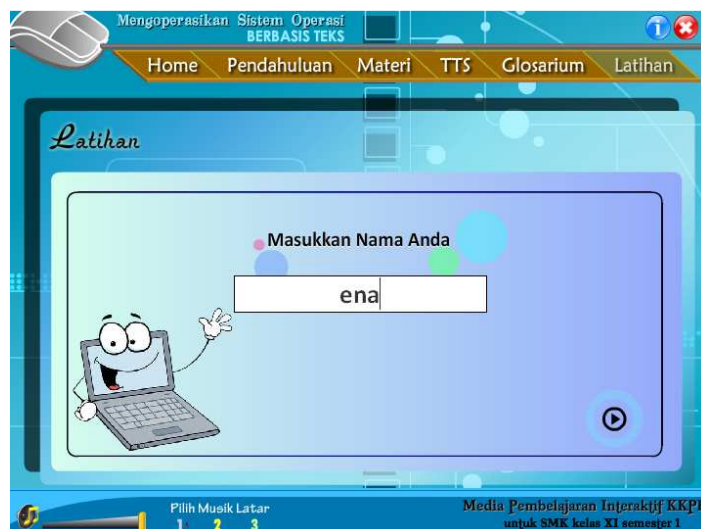 Mengoperasikan Sistem Operasi
BERBASIS TEKS
Home Pendahuluan Materi TTS Glosarium Latihan
Latihan
Masukkan Nama Anda
ena
Pilih Musik Latar
1 2 3
Media Pembelajaran Interaktif KKPI
untuk SMK kelas XI semester 1